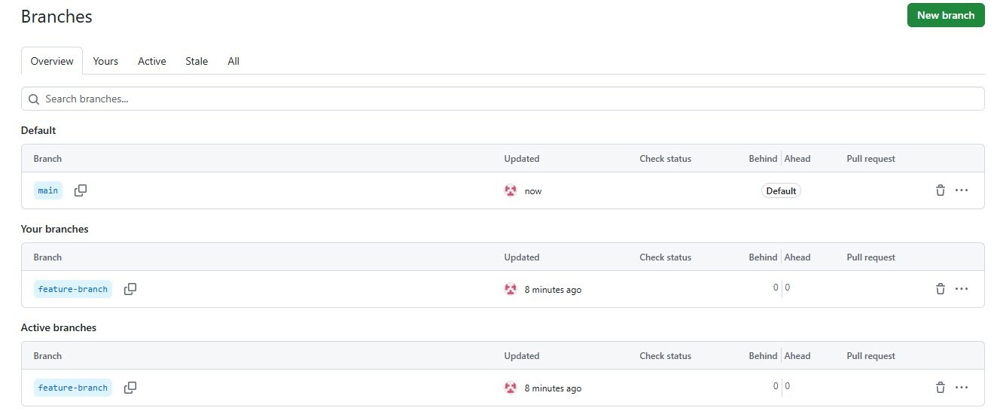 Branches New branch
Overview Yours Active Stale All
Search branches...
Default
Branch Updated Check status Behind Ahead Pull request
main now Default
Your branches
Branch Updated Check status Behind Ahead Pull request
feature-branch 8 minutes ago 0 0
Active branches
Branch Updated Check status Behind Ahead Pull request
feature-branch 8 minutes ago 0 0